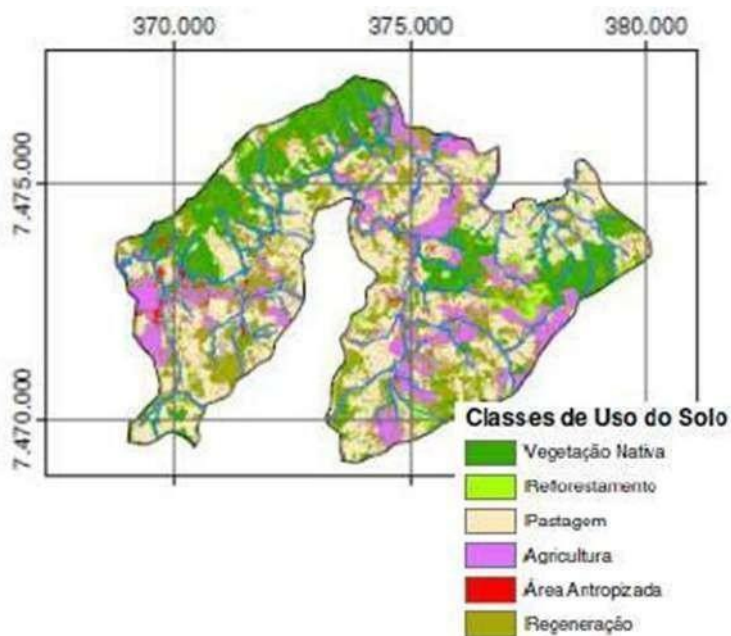 370.000 375.000 380.000
7.475.000
7.470.000
Classes de Uso do Solo
Vegetação Nativa
Reflorestamento
Pastagem
Agricultura
Área Antropizada
Regeneração